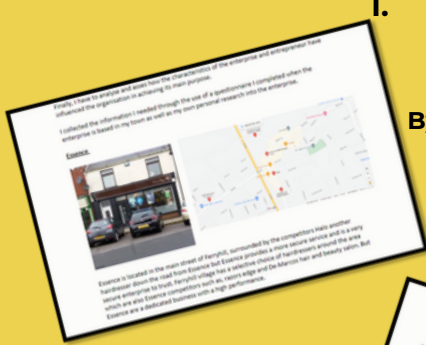 I.
B
Finally, I have to analyse and asses how the characteristics of the enterprise and entrepreneur have
influenced the organisation in achieving its main purpose.
I collected the information I needed through the use of a questionnaire I completed when the
enterprise is based in my town as well as my own personal research into the enterprise.
Essence
Essence is located in the main street of Ferryhill, surrounded by the competitors Halo another
hairdresser down the road from Essence but Essence provides a more secure service and is a very
secure enterprise to trust. Ferryhill village has a selective choice of hairdressers around the area
which are also Essence competitors such as, razors edge and De-Marcos hair and beauty salon. But
Essence are a dedicated business with a high performance.